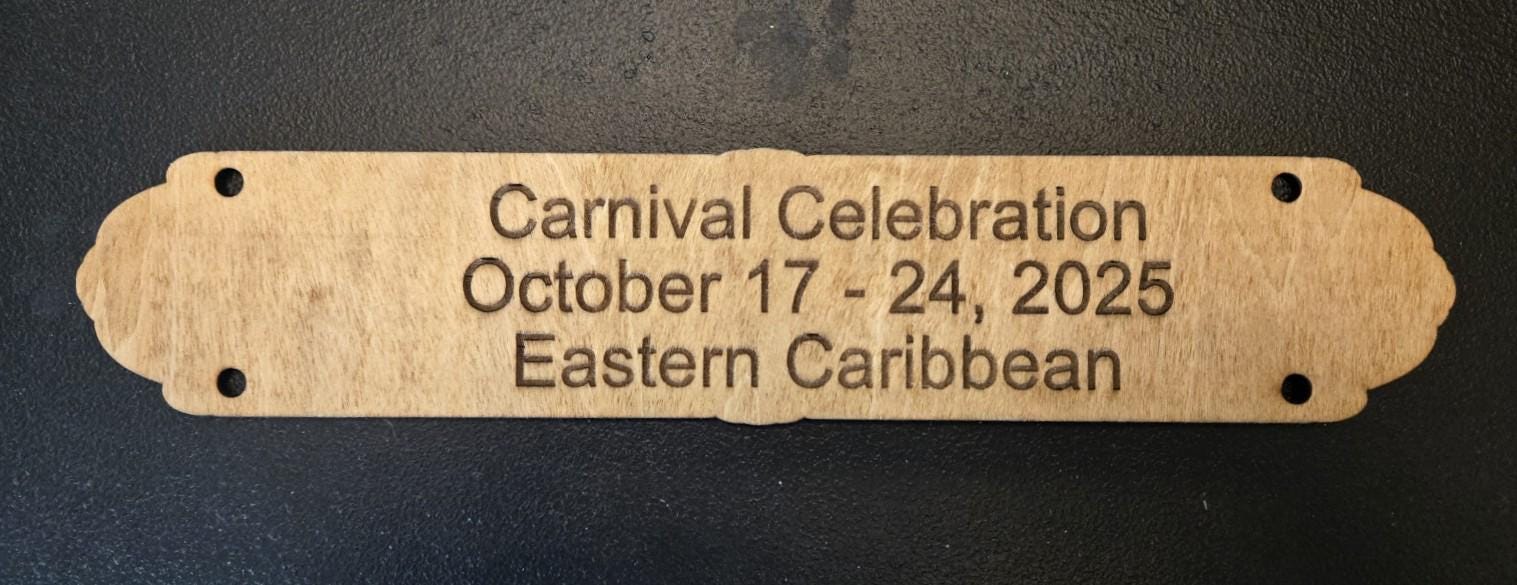 Carnival Celebration
October 17 - 24, 2025
Eastern Caribbean